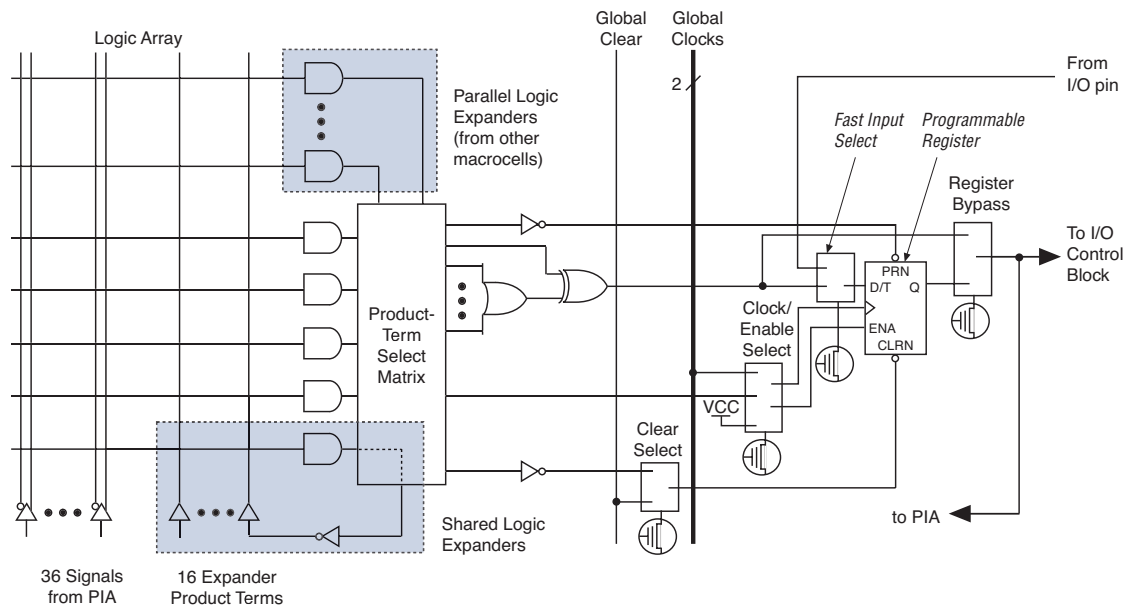 Logic Array
Global
Clear
Global
Clocks
2
From
I/O pin
Parallel Logic
Expanders
(from other
macrocells)
Fast Input
Select
Programmable
Register
Register
Bypass
To I/O
Control
Block
PRN
D/T
Q
ENA
CLRN
Clock/
Enable
Select
Product-
Term
Select
Matrix
VCC
Clear
Select
Shared Logic
Expanders
to PIA
36 Signals
from PIA
16 Expander
Product Terms